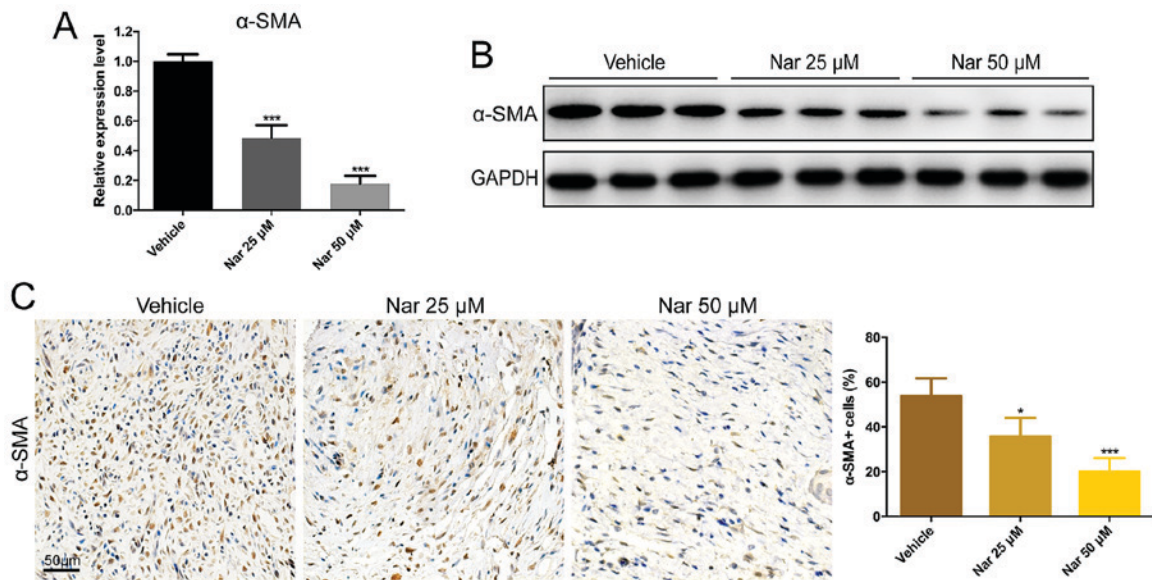 A
α-SMA
Relative expression level
1.2
1.0
0.8
0.6
0.4
0.2
0.0
***
***
Vehicle
Nar 25 μM
Nar 50 μM
B
Vehicle Nar 25 μM Nar 50 μM
α-SMA
GAPDH
C
Vehicle Nar 25 μM Nar 50 μM
α-SMA
50μm
α-SMA+ cells (%)
80
60
40
20
0
*
***
Vehicle
Nar 25 μM
Nar 50 μM